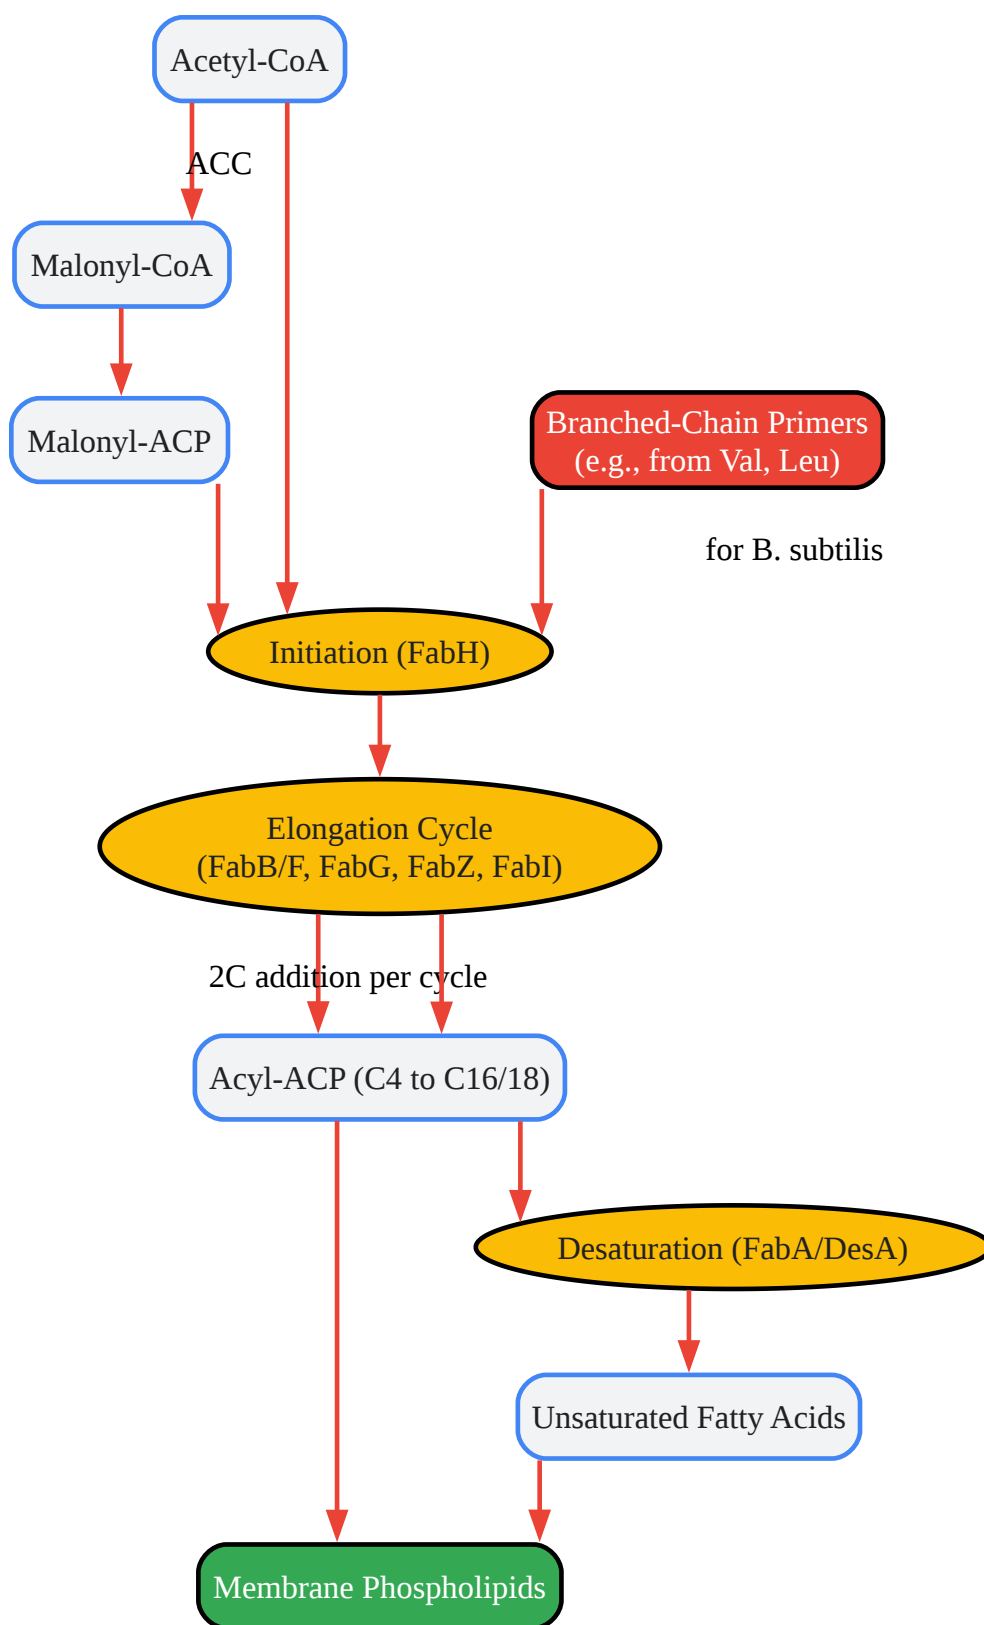 Acetyl-CoA
ACC
Malonyl-CoA
Malonyl-ACP
Branched-Chain Primers
(e.g., from Val, Leu)
for B. subtilis
Initiation (FabH)
Elongation Cycle
(FabB/F, FabG, FabZ, FabI)
2C addition per cycle
Acyl-ACP (C4 to C16/18)
Desaturation (FabA/DesA)
Unsaturated Fatty Acids
Membrane Phospholipids